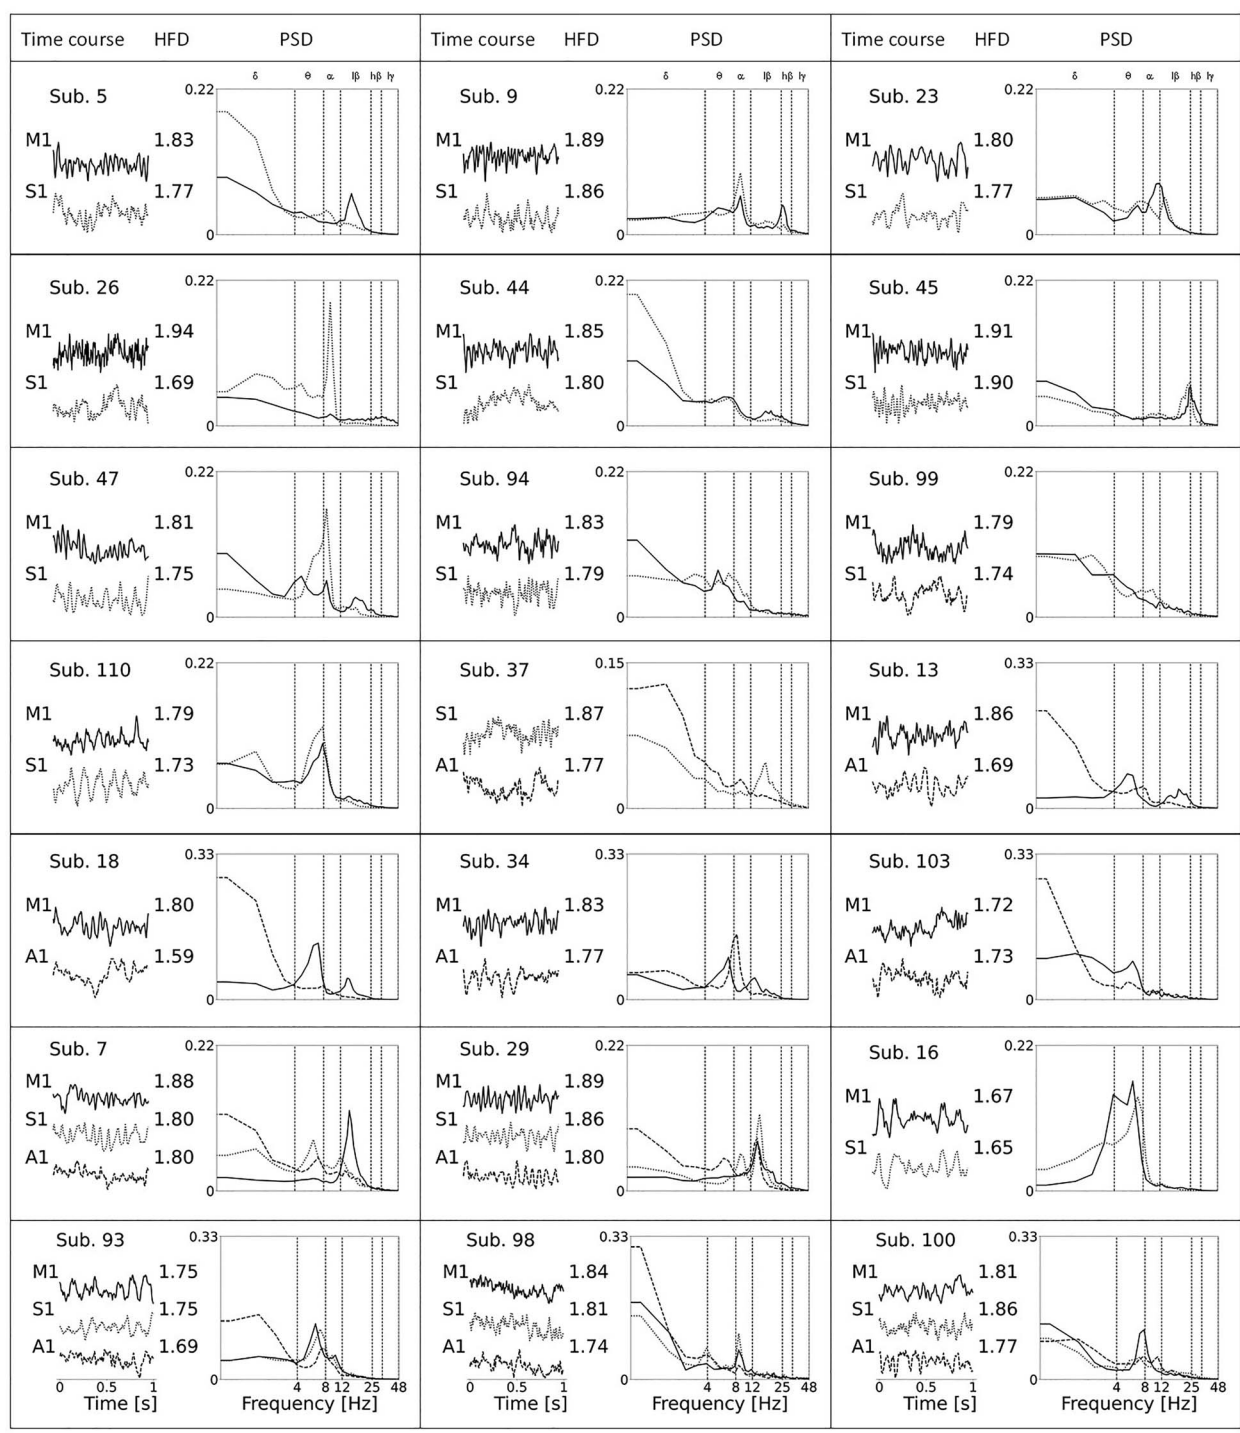 Time course HFD PSD Time course HFD PSD Time course HFD PSD
δ θ α lβ hβ lγ δ θ α lβ hβ lγ δ θ α lβ hβ lγ
Sub. 5 0.22 Sub. 9 0.22 Sub. 23 0.22
M1 1.83 M1 1.89 M1 1.80
S1 1.77 S1 1.86 S1 1.77
0 0 0
Sub. 26 0.22 Sub. 44 0.22 Sub. 45 0.22
M1 1.94 M1 1.85 M1 1.91
S1 1.69 S1 1.80 S1 1.90
0 0 0
Sub. 47 0.22 Sub. 94 0.22 Sub. 99 0.22
M1 1.81 M1 1.83 M1 1.79
S1 1.75 S1 1.79 S1 1.74
0 0 0
Sub. 110 0.22 Sub. 37 0.15 Sub. 13 0.33
M1 1.79 S1 1.87 M1 1.86
S1 1.73 A1 1.77 A1 1.69
0 0 0
Sub. 18 0.33 Sub. 34 0.33 Sub. 103 0.33
M1 1.80 M1 1.83 M1 1.72
A1 1.59 A1 1.77 A1 1.73
0 0 0
Sub. 7 0.22 Sub. 29 0.22 Sub. 16 0.22
M1 1.88 M1 1.89 M1 1.67
S1 1.80 S1 1.86 S1 1.65
A1 1.80 A1 1.80
0 0 0
Sub. 93 0.33 Sub. 98 0.33 Sub. 100 0.33
M1 1.75 M1 1.84 M1 1.81
S1 1.75 S1 1.81 S1 1.86
A1 1.69 A1 1.74 A1 1.77
0 0 0
0 0.5 1 4 8 12 25 48 0 0.5 1 4 8 12 25 48 0 0.5 1 4 8 12 25 48
Time [s] Frequency [Hz] Time [s] Frequency [Hz] Time [s] Frequency [Hz]